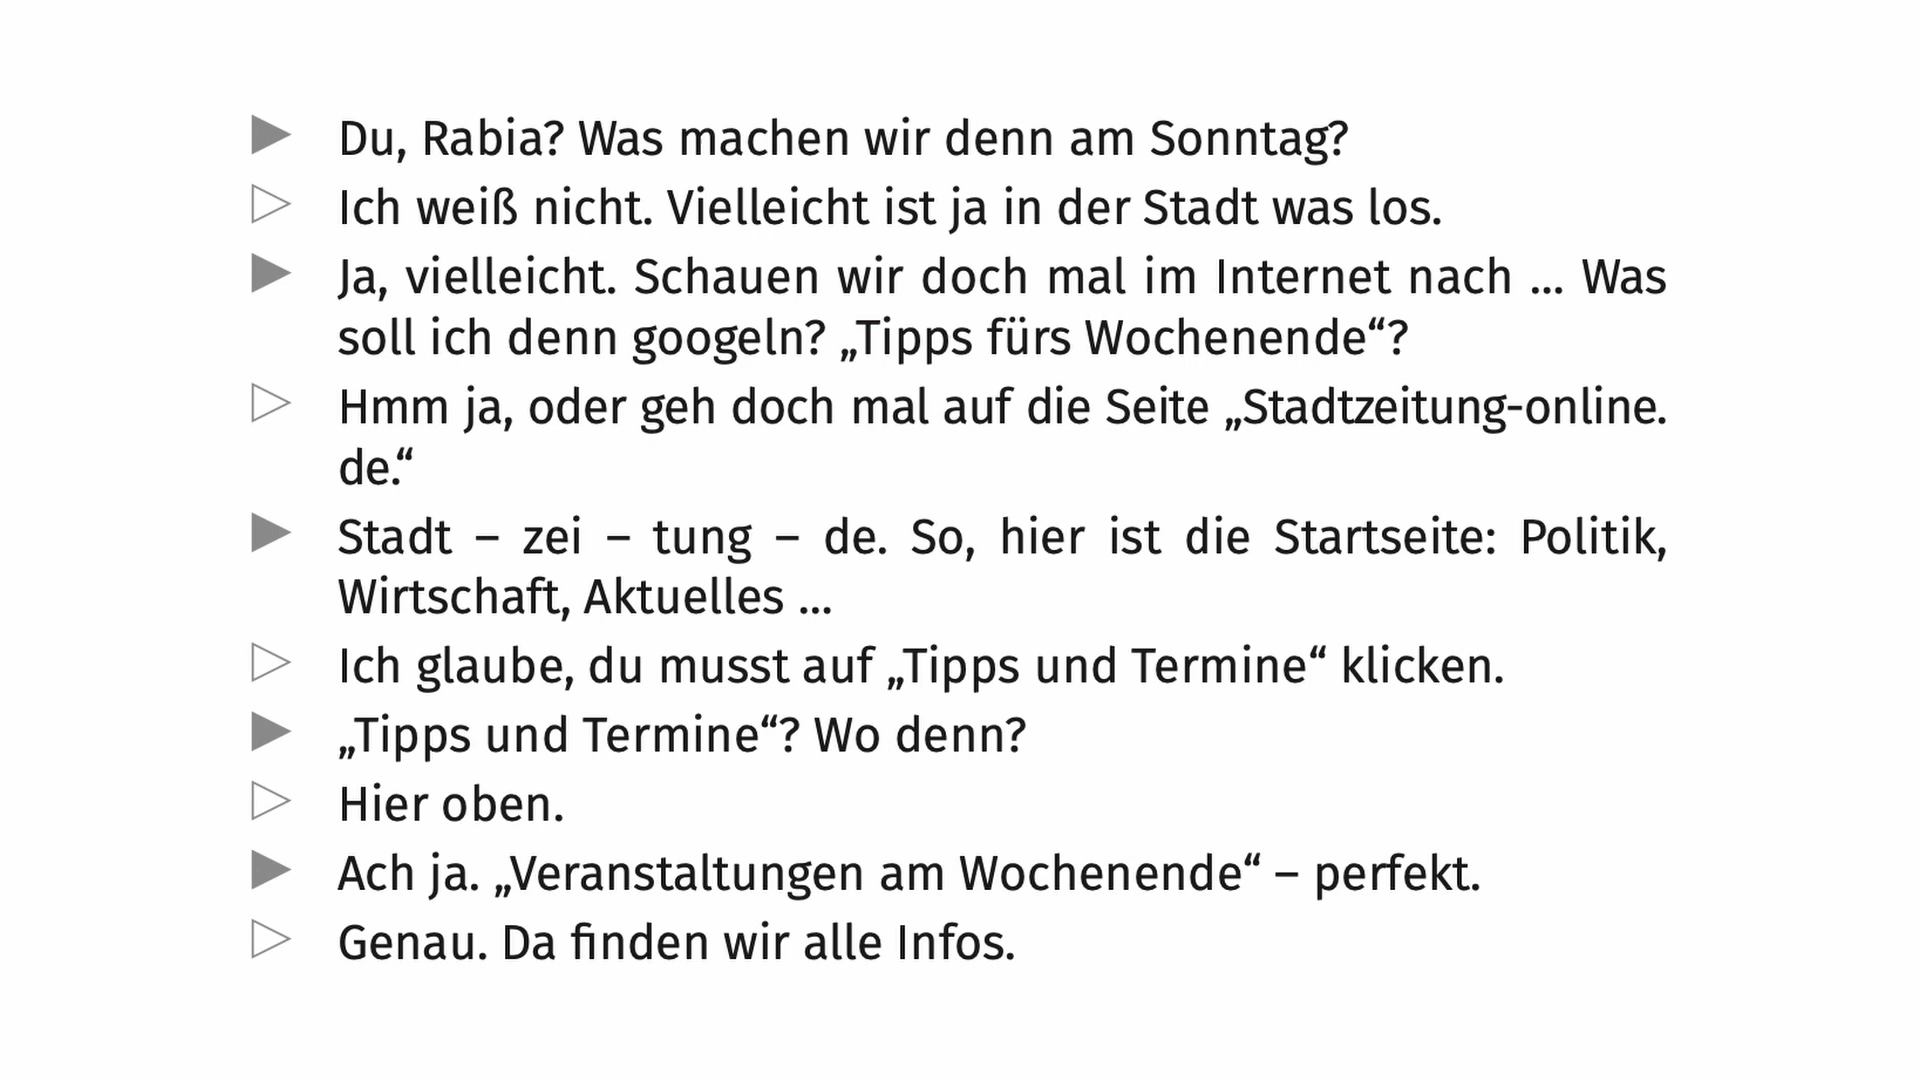 Du, Rabia? Was machen wir denn am Sonntag?
Ich weiß nicht. Vielleicht ist ja in der Stadt was los.
Ja, vielleicht. Schauen wir doch mal im Internet nach … Was
soll ich denn googeln? „Tipps fürs Wochenende“?
Hmm ja, oder geh doch mal auf die Seite „Stadtzeitung-online.
de.“
Stadt – zei – tung – de. So, hier ist die Startseite: Politik,
Wirtschaft, Aktuelles …
Ich glaube, du musst auf „Tipps und Termine“ klicken.
„Tipps und Termine“? Wo denn?
Hier oben.
Ach ja. „Veranstaltungen am Wochenende“ – perfekt.
Genau. Da finden wir alle Infos.